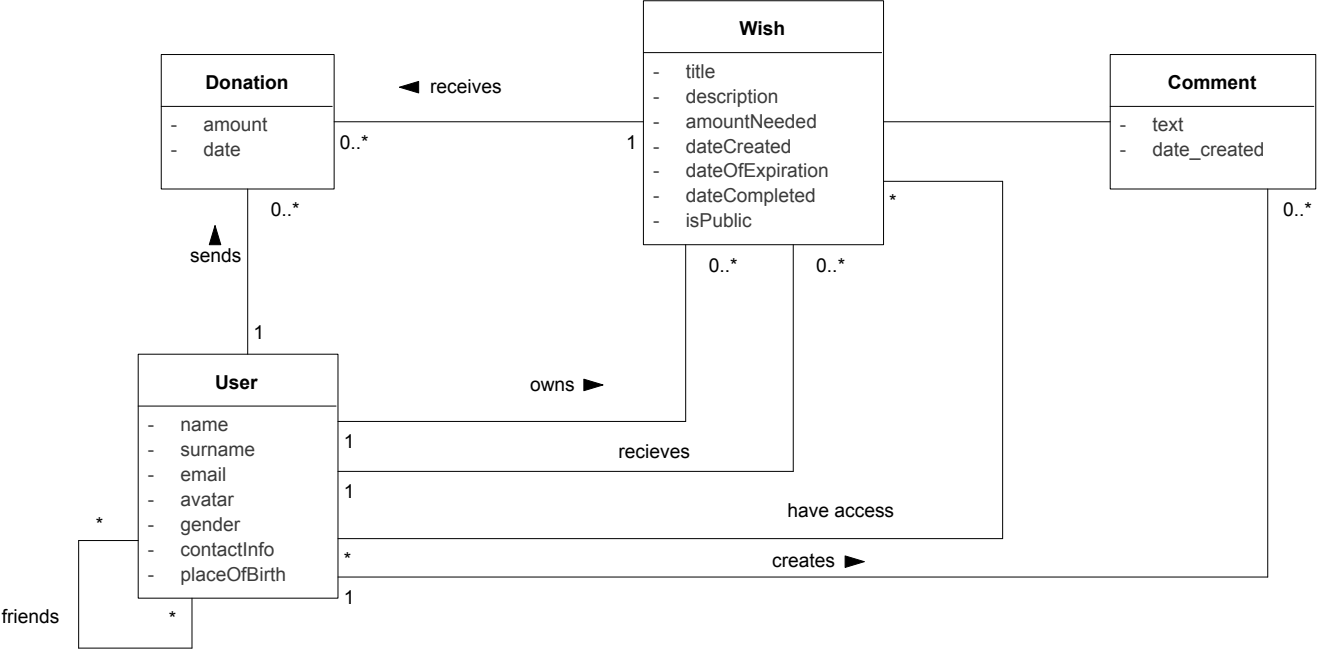 Wish
- title
- description
- amountNeeded
- dateCreated
- dateOfExpiration
- dateCompleted
- isPublic
Donation
- amount
- date
receives
0..*
1
Comment
- text
- date_created
0..*
sends
1
*
0..*
0..*
0..*
User
- name
- surname
- email
- avatar
- gender
- contactInfo
- placeOfBirth
owns
1
recieves
1
have access
*
creates
1
*
friends
*